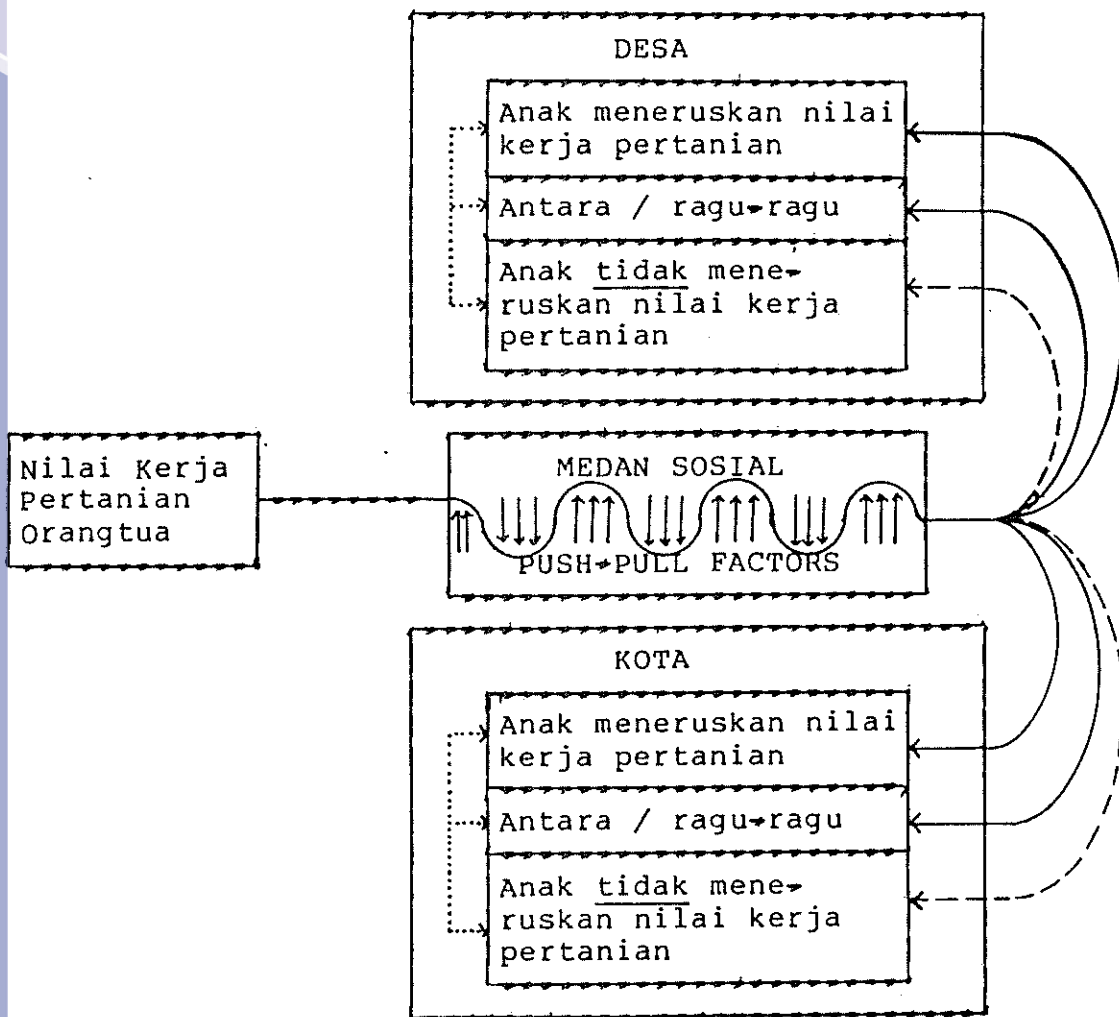 DESA
Anak meneruskan nilai
kerja pertanian
Antara / ragu-ragu
Anak tidak mene-
ruskan nilai kerja
pertanian
Nilai Kerja
Pertanian
Orangtua
MEDAN SOSIAL
PUSH-PULL FACTORS
KOTA
Anak meneruskan nilai
kerja pertanian
Antara / ragu-ragu
Anak tidak mene-
ruskan nilai kerja
pertanian